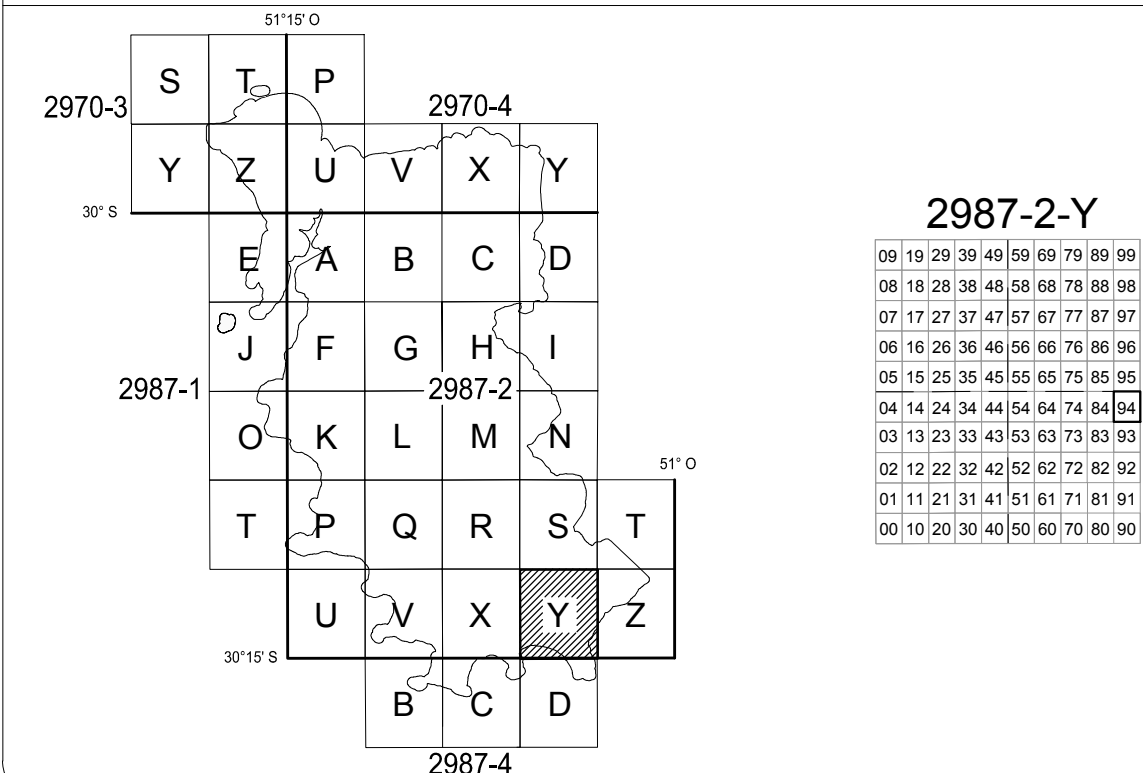 51°15' O
S T P
2970-3 2970-4
Y Z U V X Y
30° S
E A B C D
J F G H I
2987-1 2987-2
O K L M N
51° O
T P Q R S T
U V X Y Z
30°15' S
B C D
2987-4
2987-2-Y
09 19 29 39 49 59 69 79 89 99
08 18 28 38 48 58 68 78 88 98
07 17 27 37 47 57 67 77 87 97
06 16 26 36 46 56 66 76 86 96
05 15 25 35 45 55 65 75 85 95
04 14 24 34 44 54 64 74 84 94
03 13 23 33 43 53 63 73 83 93
02 12 22 32 42 52 62 72 82 92
01 11 21 31 41 51 61 71 81 91
00 10 20 30 40 50 60 70 80 90